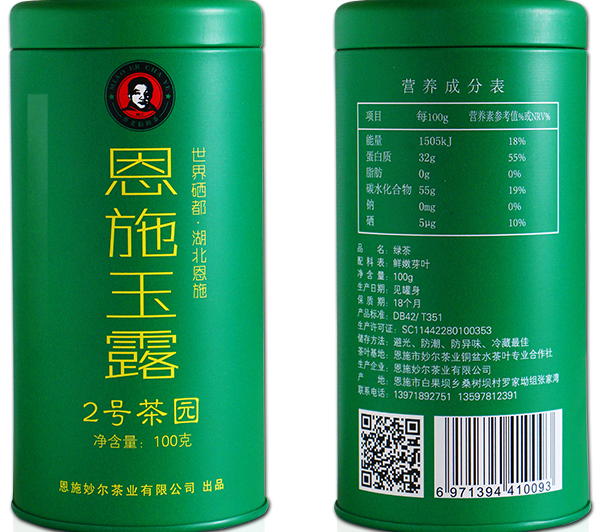 MIAO ER CHA YE
恩施玉露
世界硒都·湖北恩施
2号茶园
净含量：100克
恩施妙尔茶业有限公司 出品
营养成分表
项目 每100g 营养素参考值%或NRV%
能量 1505kJ 18%
蛋白质 32g 55%
脂肪 0g 0%
碳水化合物 55g 19%
钠 0mg 0%
硒 5μg 10%
品 名：绿茶
配 料 表：鲜嫩芽叶
净 含 量：100g
生产日期：见罐身
保 质 期：18个月
产品标准：DB42/ T351
生产许可证：SC11442280100353
储存方法：避光、防潮、防异味、冷藏最佳
茶叶基地：恩施市妙尔茶业铜盆水茶叶专业合作社
生产企业：恩施妙尔茶业有限公司
产 地：恩施市白果坝乡桑树坝村罗家坳组张家湾
联系电话：13971892751 13597812391
6 971394 410093